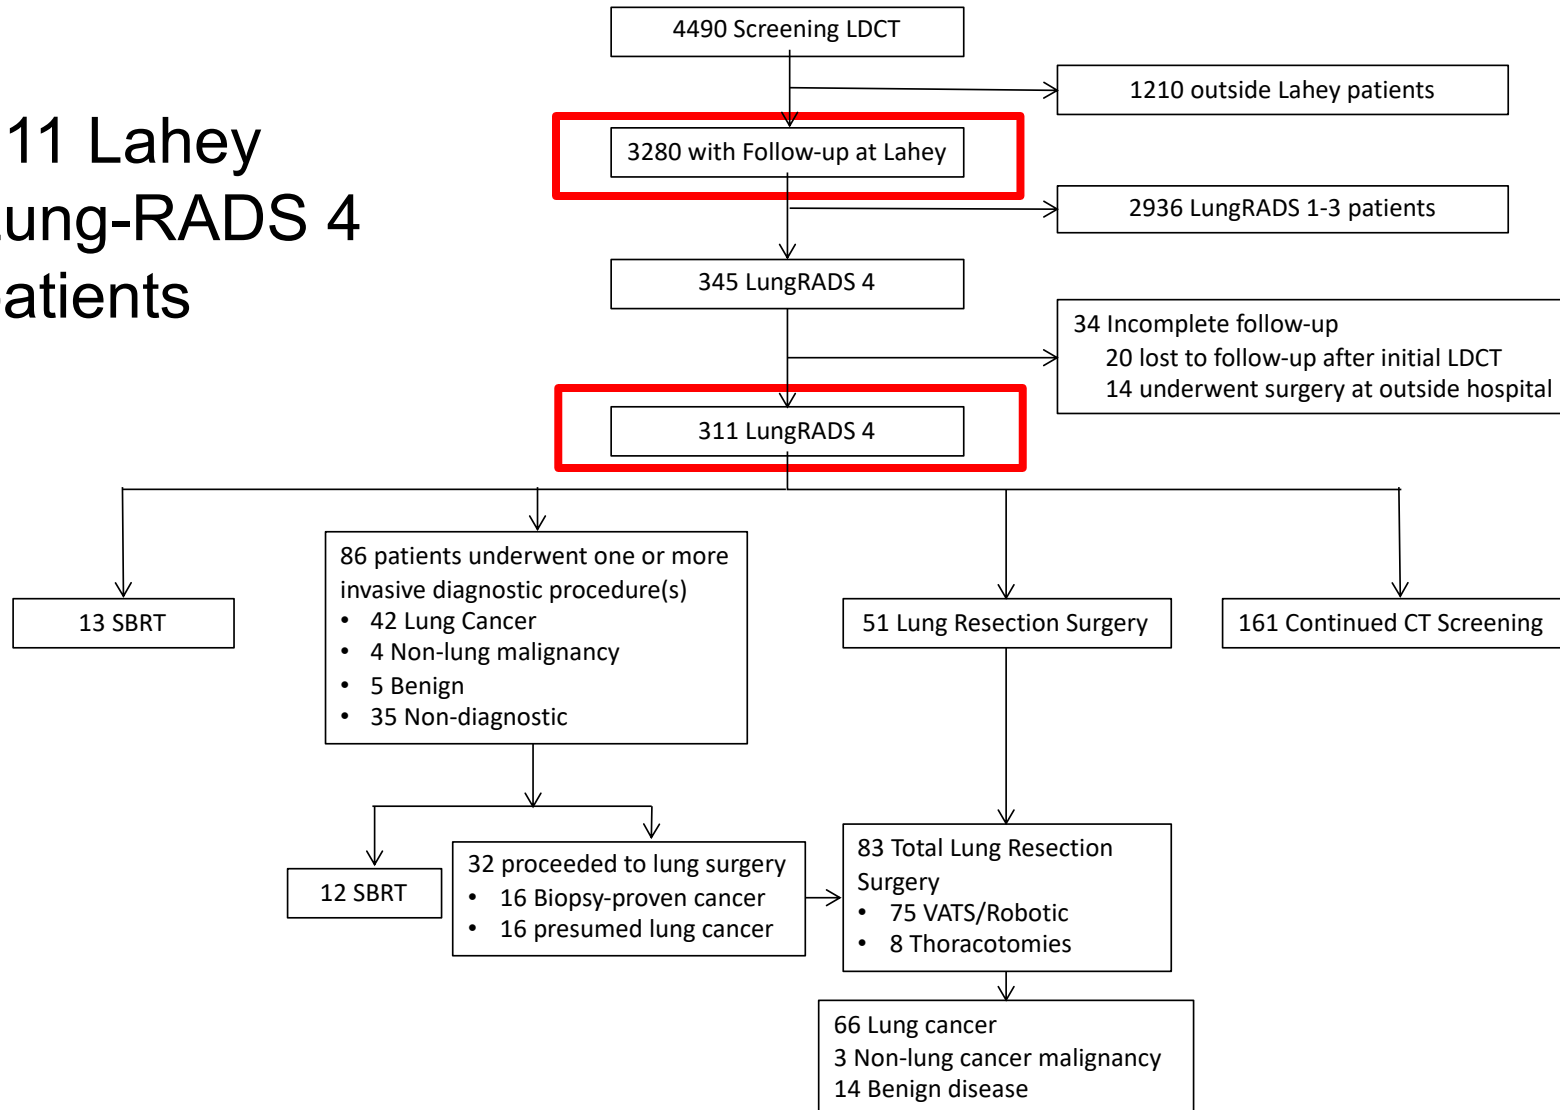 11 Lahey
Lung-RADS 4
patients
4490 Screening LDCT
1210 outside Lahey patients
3280 with Follow-up at Lahey
2936 LungRADS 1-3 patients
345 LungRADS 4
34 Incomplete follow-up
20 lost to follow-up after initial LDCT
14 underwent surgery at outside hospital
311 LungRADS 4
13 SBRT
86 patients underwent one or more
invasive diagnostic procedure(s)
• 42 Lung Cancer
• 4 Non-lung malignancy
• 5 Benign
• 35 Non-diagnostic
51 Lung Resection Surgery
161 Continued CT Screening
12 SBRT
32 proceeded to lung surgery
• 16 Biopsy-proven cancer
• 16 presumed lung cancer
83 Total Lung Resection
Surgery
• 75 VATS/Robotic
• 8 Thoracotomies
66 Lung cancer
3 Non-lung cancer malignancy
14 Benign disease